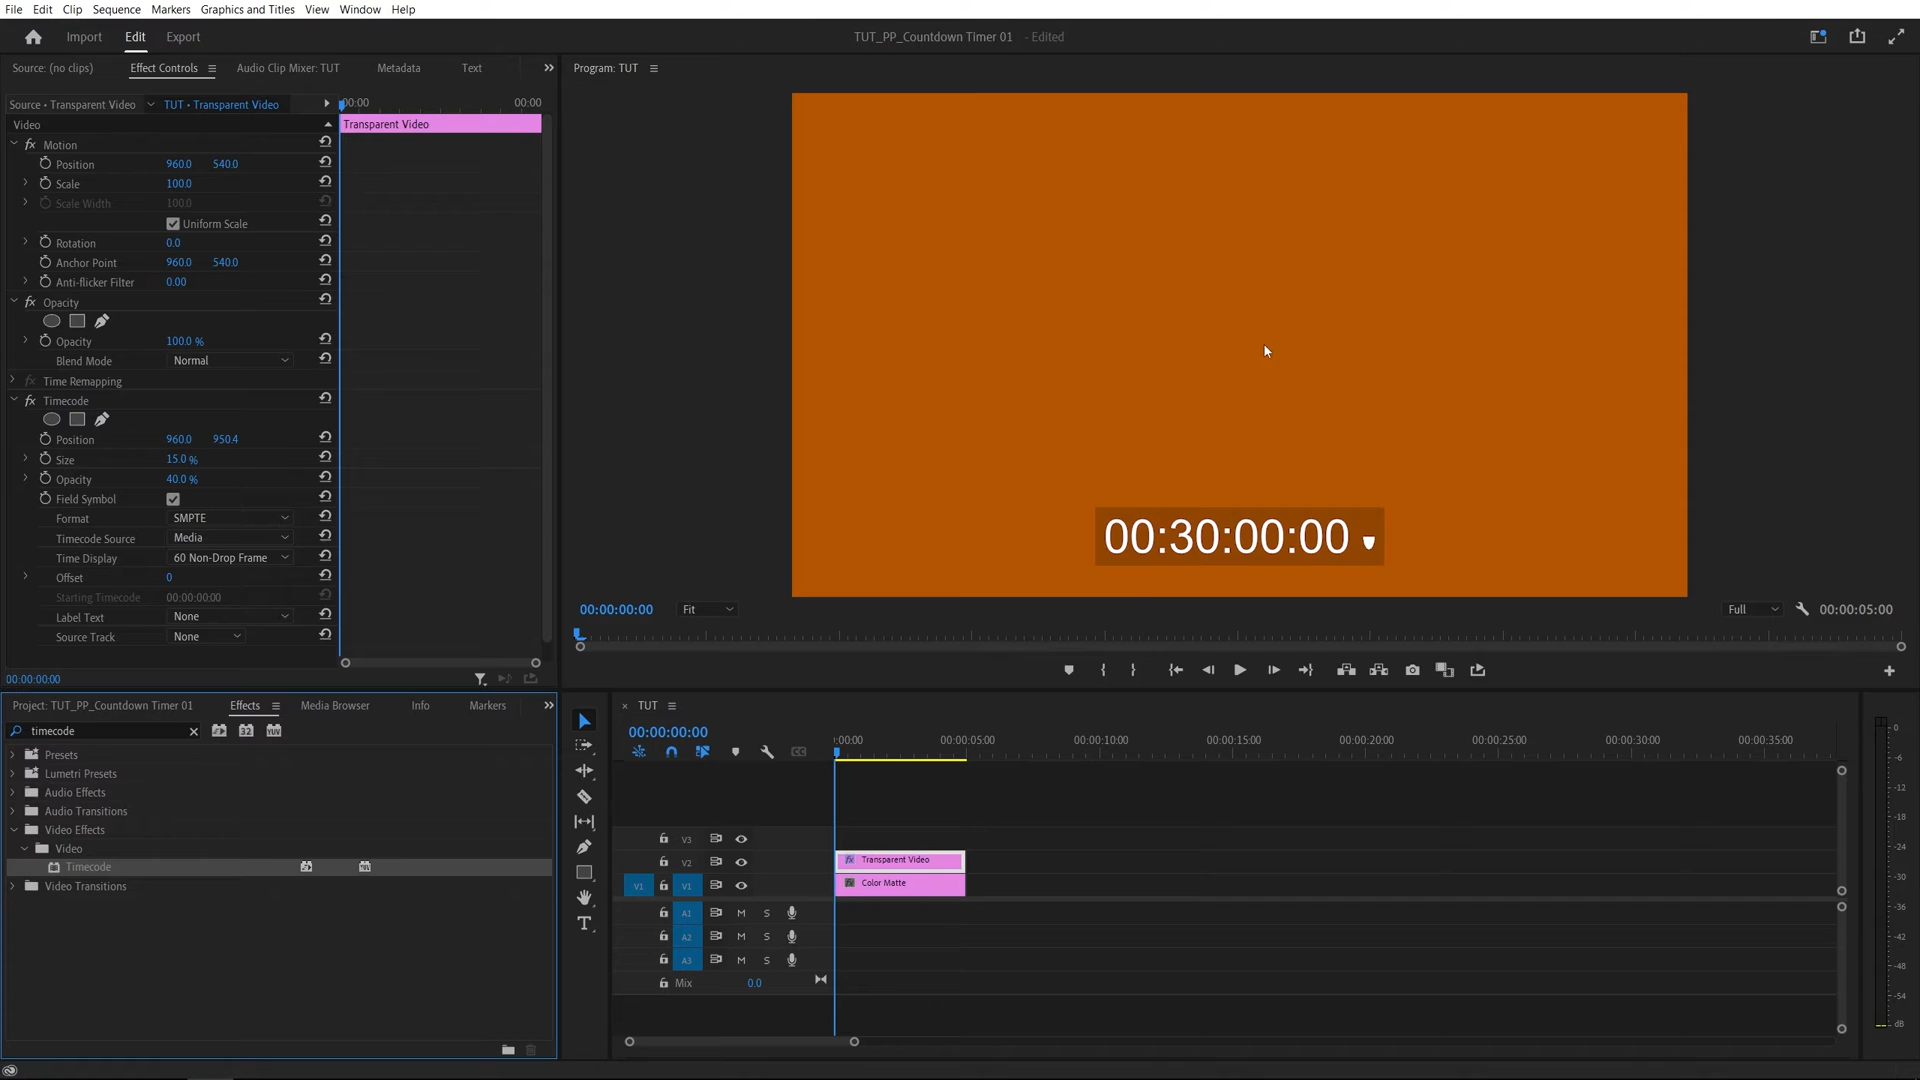 File Edit Clip Sequence Markers Graphics and Titles View Window Help
Import Edit Export TUT_PP_Countdown Timer 01 - Edited
Source: (no clips) Effect Controls Audio Clip Mixer: TUT Metadata Text
Program: TUT
Source • Transparent Video TUT • Transparent Video
:00:00 00:00
Video
Transparent Video
fx Motion
Position 960.0 540.0
Scale 100.0
Scale Width 100.0
Uniform Scale
Rotation 0.0
Anchor Point 960.0 540.0
Anti-flicker Filter 0.00
fx Opacity
Opacity 100.0 %
Blend Mode Normal
fx Time Remapping
fx Timecode
Position 960.0 950.4
Size 15.0 %
Opacity 40.0 %
Field Symbol
Format SMPTE
Timecode Source Media
Time Display 60 Non-Drop Frame
Offset 0
Starting Timecode 00:00:00:00
Label Text None
Source Track None
00:00:00:00
00:30:00:00
00:00:00:00 Fit Full 00:00:05:00
Project: TUT_PP_Countdown Timer 01 Effects Media Browser Info Markers
timecode 32 YUV
Presets
Lumetri Presets
Audio Effects
Audio Transitions
Video Effects
Video
Timecode
Video Transitions
TUT
00:00:00:00
:00:00 00:00:05:00 00:00:10:00 00:00:15:00 00:00:20:00 00:00:25:00 00:00:30:00 00:00:35:00
V3
V2 fx Transparent Video
V1 V1 fx Color Matte
A1 M S
A2 M S
A3 M S
Mix 0.0
0
-6
-12
-18
-24
-30
-36
-42
-48
-54
dB